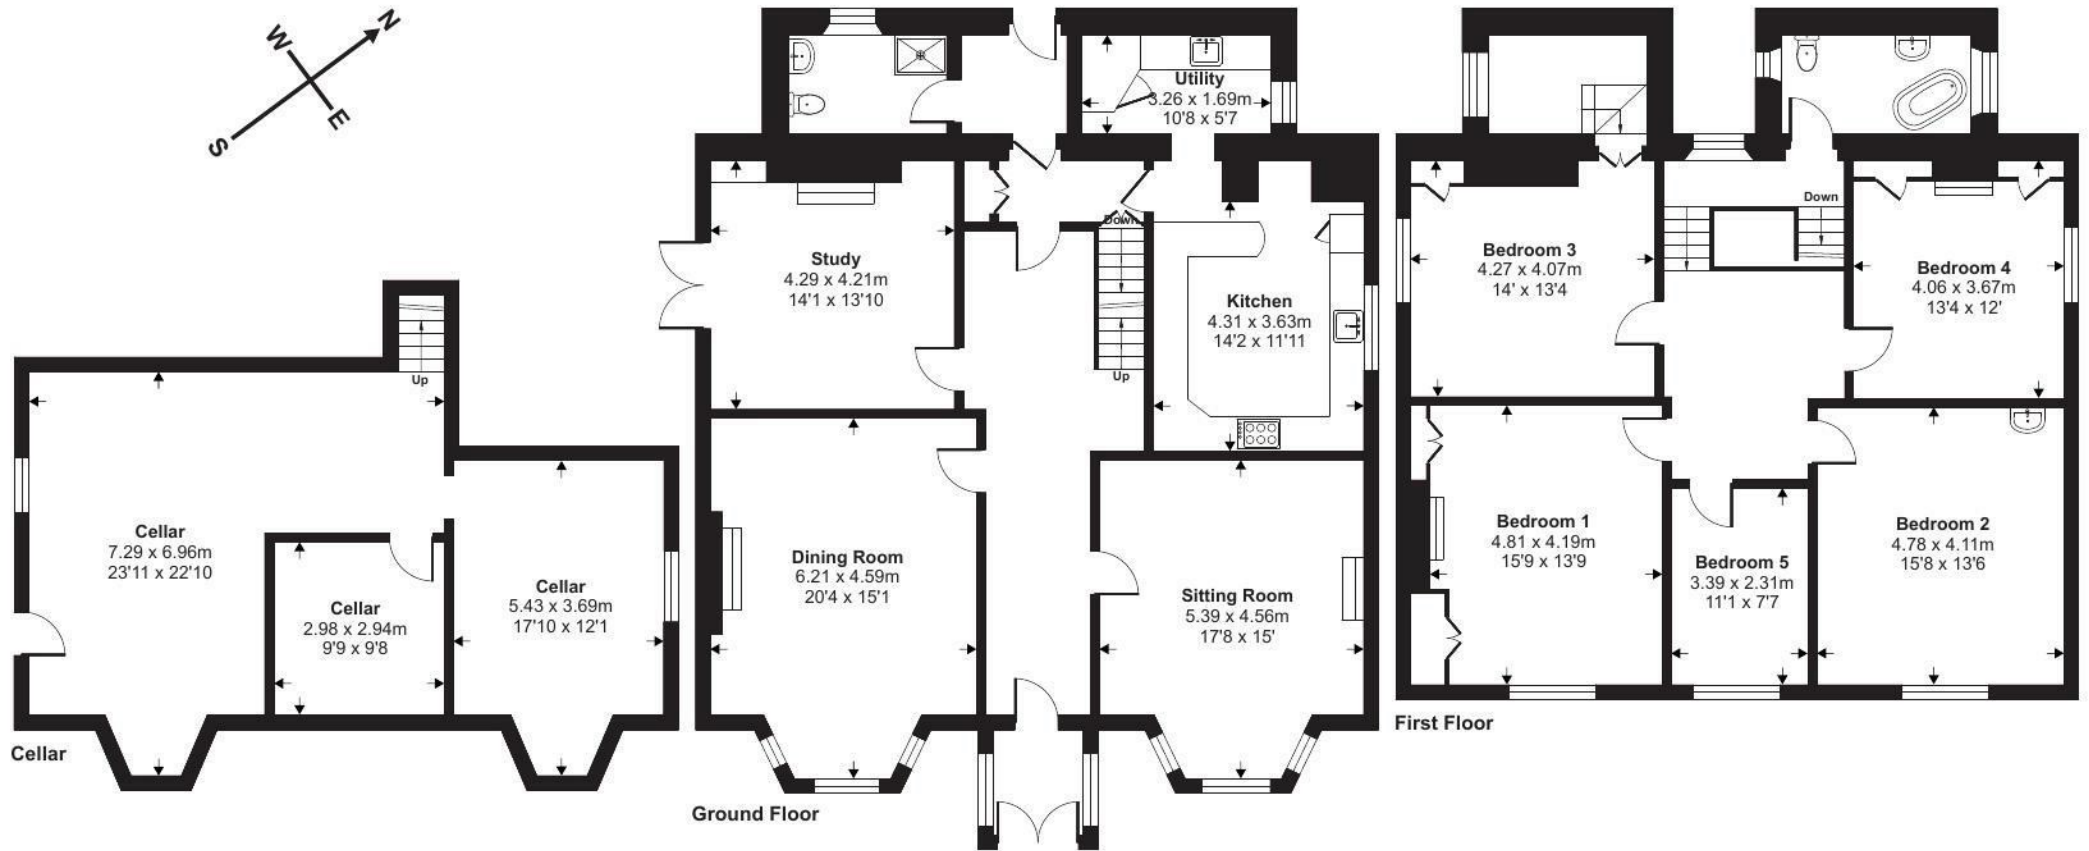 N
W
E
S
Up
Cellar
7.29 x 6.96m
23'11 x 22'10
Cellar
2.98 x 2.94m
9'9 x 9'8
Cellar
5.43 x 3.69m
17'10 x 12'1
Cellar
Utility
3.26 x 1.69m
10'8 x 5'7
Down
Study
4.29 x 4.21m
14'1 x 13'10
Kitchen
4.31 x 3.63m
14'2 x 11'11
Up
Dining Room
6.21 x 4.59m
20'4 x 15'1
Sitting Room
5.39 x 4.56m
17'8 x 15'
Ground Floor
Down
Bedroom 3
4.27 x 4.07m
14' x 13'4
Bedroom 4
4.06 x 3.67m
13'4 x 12'
Bedroom 1
4.81 x 4.19m
15'9 x 13'9
Bedroom 5
3.39 x 2.31m
11'1 x 7'7
Bedroom 2
4.78 x 4.11m
15'8 x 13'6
First Floor